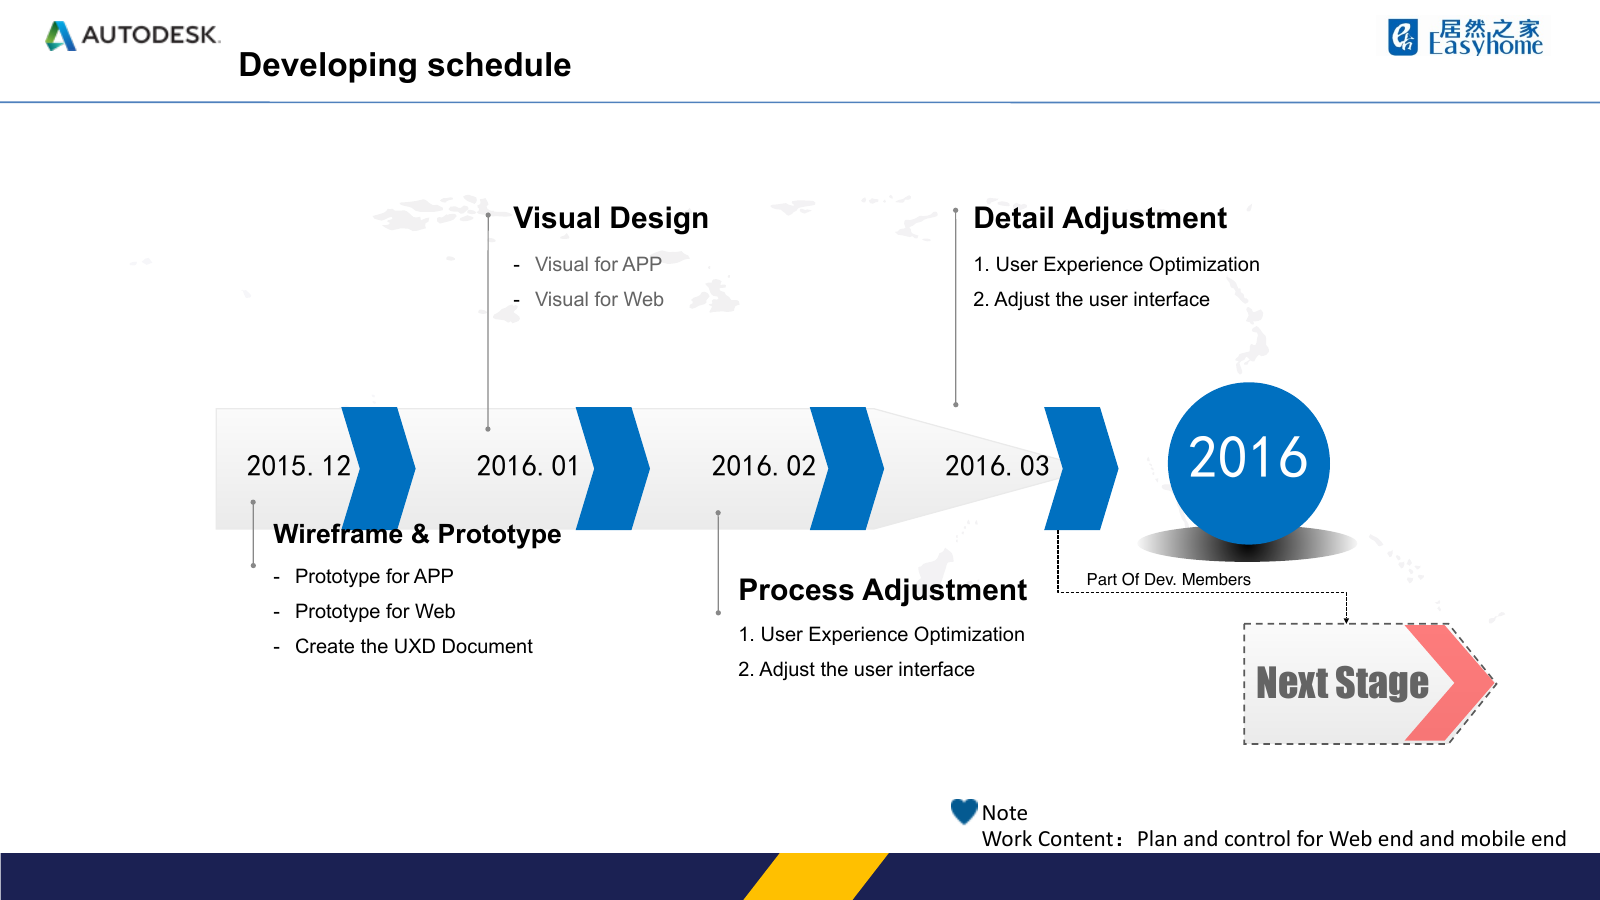 AUTODESK.
居然之家
Easyhome
Developing schedule
Visual Design
- Visual for APP
- Visual for Web
Detail Adjustment
1. User Experience Optimization
2. Adjust the user interface
2015.12
2016.01
2016.02
2016.03
2016
Wireframe & Prototype
- Prototype for APP
- Prototype for Web
- Create the UXD Document
Process Adjustment
1. User Experience Optimization
2. Adjust the user interface
Part Of Dev. Members
Next Stage
Note
Work Content：Plan and control for Web end and mobile end